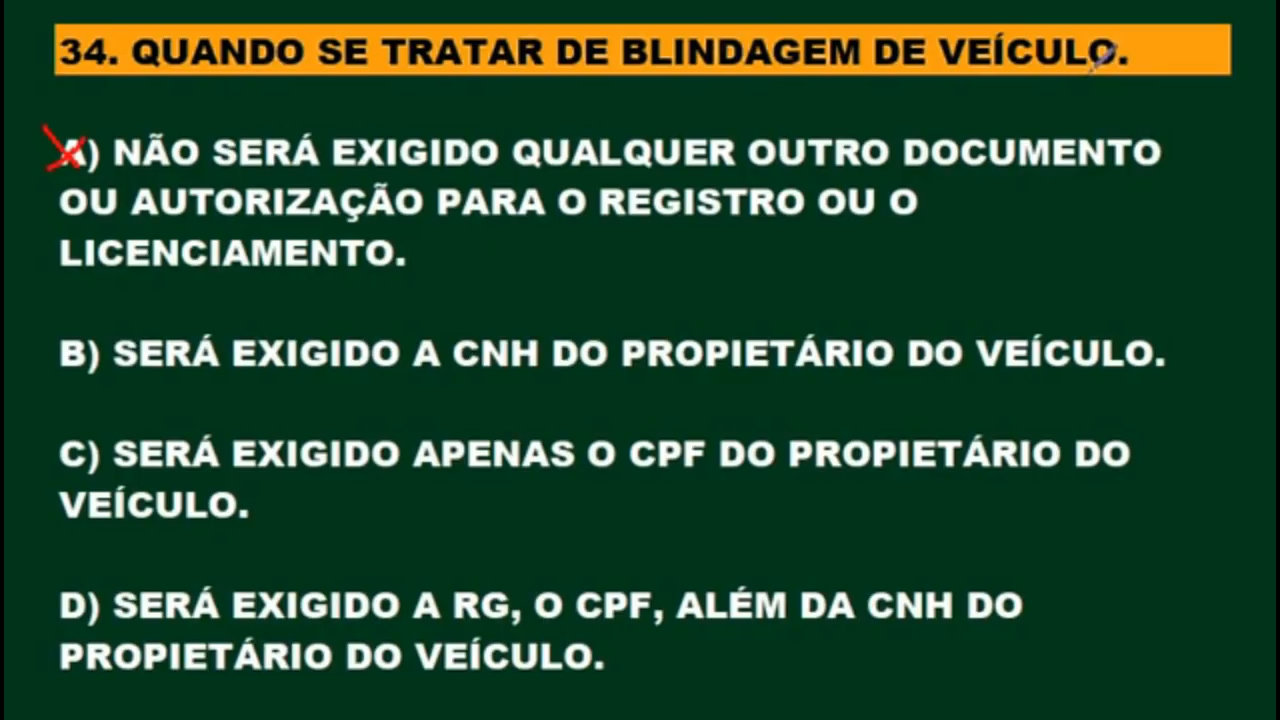 34. QUANDO SE TRATAR DE BLINDAGEM DE VEÍCULO.
A) NÃO SERÁ EXIGIDO QUALQUER OUTRO DOCUMENTO
OU AUTORIZAÇÃO PARA O REGISTRO OU O
LICENCIAMENTO.
B) SERÁ EXIGIDO A CNH DO PROPIETÁRIO DO VEÍCULO.
C) SERÁ EXIGIDO APENAS O CPF DO PROPIETÁRIO DO
VEÍCULO.
D) SERÁ EXIGIDO A RG, O CPF, ALÉM DA CNH DO
PROPIETÁRIO DO VEÍCULO.